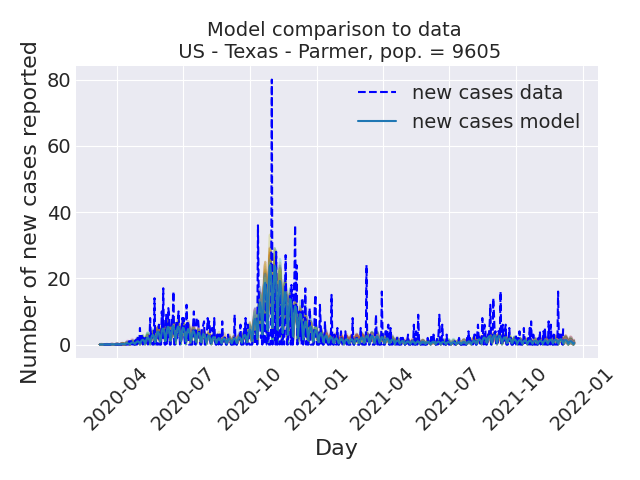 Model comparison to data
US - Texas - Parmer, pop. = 9605
Number of new cases reported
80
60
40
20
0
new cases data
new cases model
2020-04
2020-07
2020-10
2021-01
2021-04
2021-07
2021-10
2022-01
Day